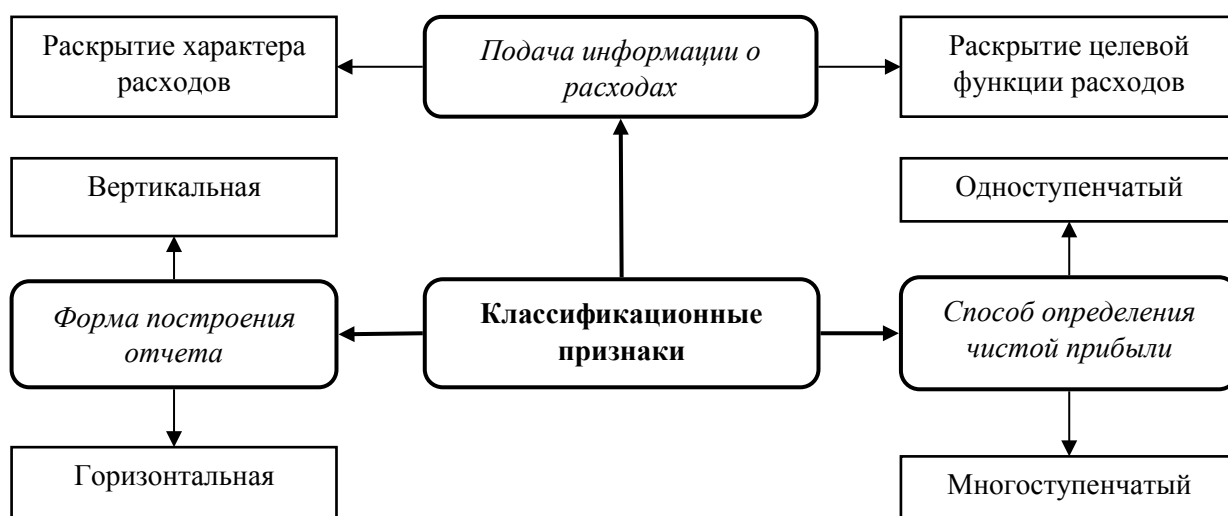 Раскрытие характера
расходов
Подача информации о
расходах
Раскрытие целевой
функции расходов
Вертикальная
Одноступенчатый
Форма построения
отчета
Классификационные
признаки
Способ определения
чистой прибыли
Горизонтальная
Многоступенчатый